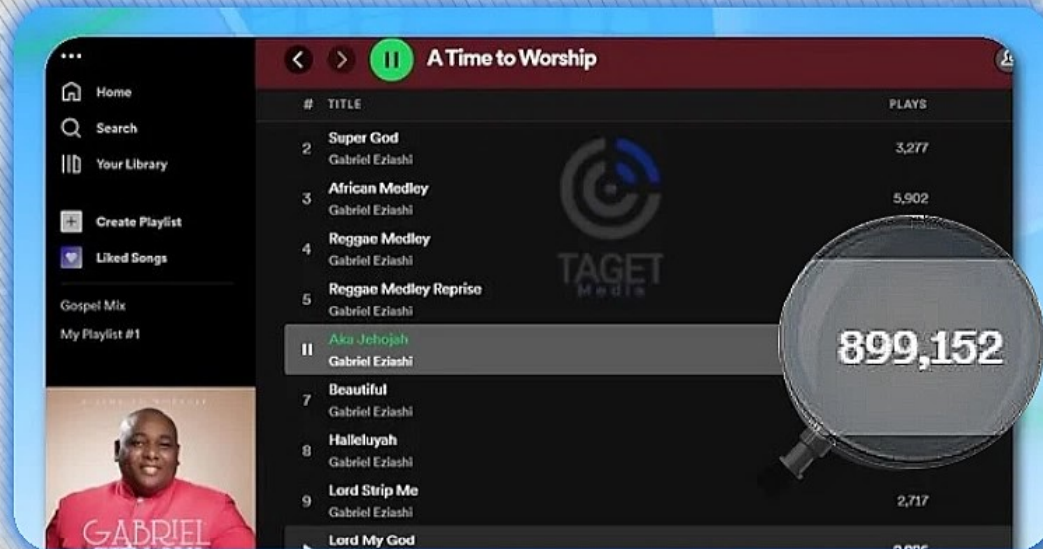 A Time to Worship
Home
Search
Your Library
Create Playlist
Liked Songs
Gospel Mix
My Playlist #1
# TITLE PLAYS
2 Super God 3,277
Gabriel Eziashi
3 African Medley 5,902
Gabriel Eziashi
4 Reggae Medley
Gabriel Eziashi
5 Reggae Medley Reprise
Gabriel Eziashi
Aka Jehojah 899,152
Gabriel Eziashi
7 Beautiful
Gabriel Eziashi
8 Halleluyah
Gabriel Eziashi
9 Lord Strip Me 2,717
Gabriel Eziashi
Lord My God
TAGET
Media
GABRIEL